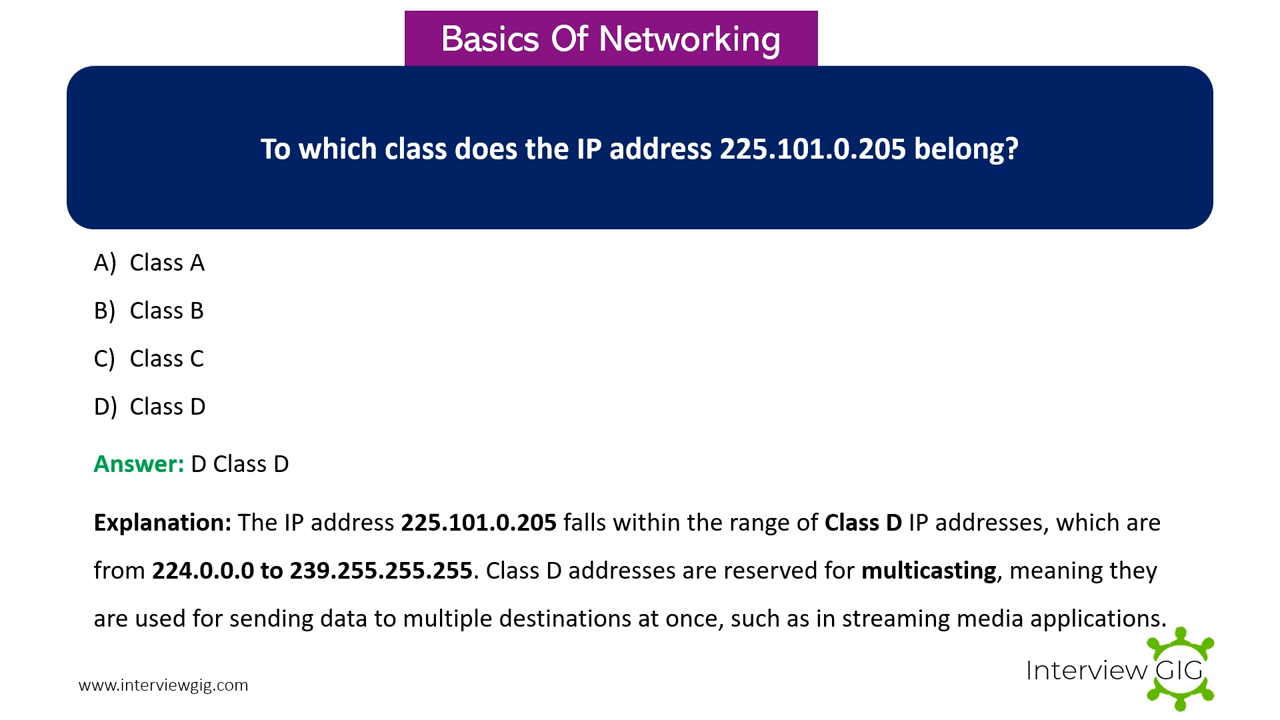 Basics Of Networking
To which class does the IP address 225.101.0.205 belong?
A) Class A
B) Class B
C) Class C
D) Class D
Answer: D Class D
Explanation: The IP address 225.101.0.205 falls within the range of Class D IP addresses, which are
from 224.0.0.0 to 239.255.255.255. Class D addresses are reserved for multicasting, meaning they
are used for sending data to multiple destinations at once, such as in streaming media applications.
www.interviewgig.com
Interview GIG